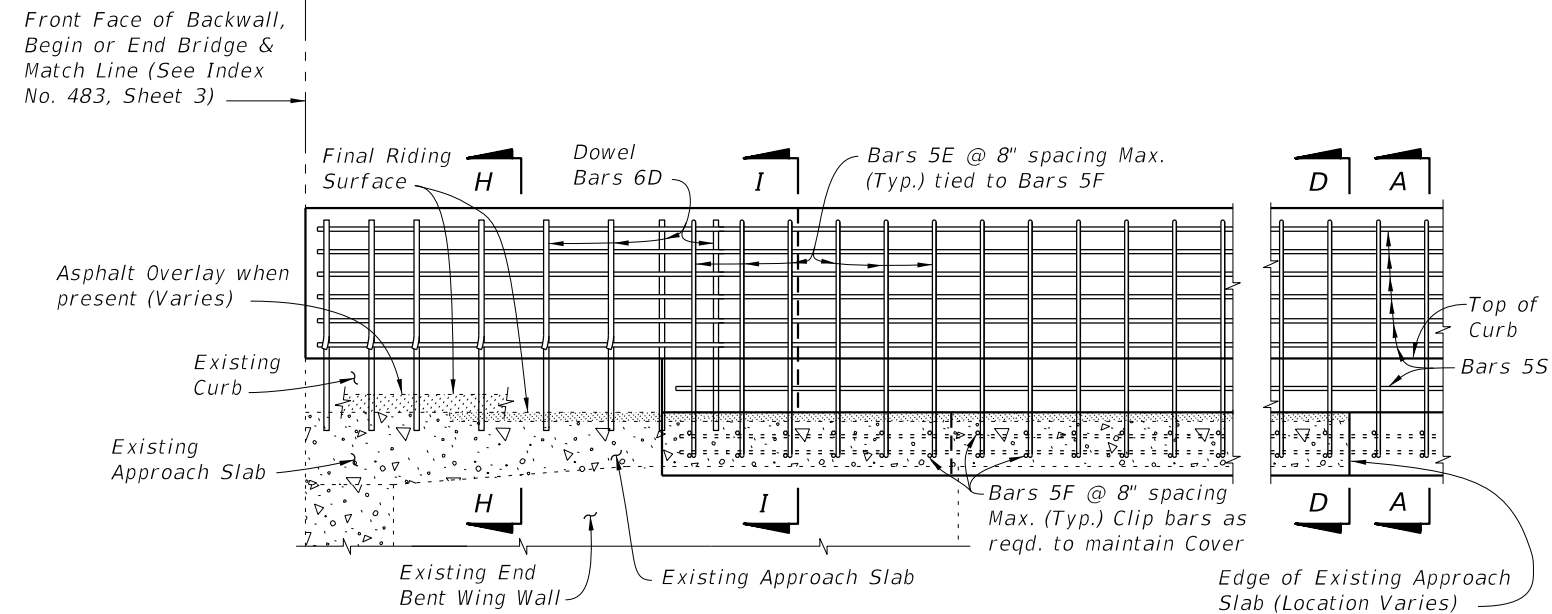 Front Face of Backwall,
Begin or End Bridge &
Match Line (See Index
No. 483, Sheet 3)
Final Riding
Surface
H
Dowel
Bars 6D
I
Bars 5E @ 8" spacing Max.
(Typ.) tied to Bars 5F
D
A
Asphalt Overlay when
present (Varies)
Existing
Curb
Existing
Approach Slab
Top of
Curb
Bars 5S
H
I
Bars 5F @ 8" spacing
Max. (Typ.) Clip bars as
reqd. to maintain Cover
D
A
Existing End
Bent Wing Wall
Existing Approach Slab
Edge of Existing Approach
Slab (Location Varies)